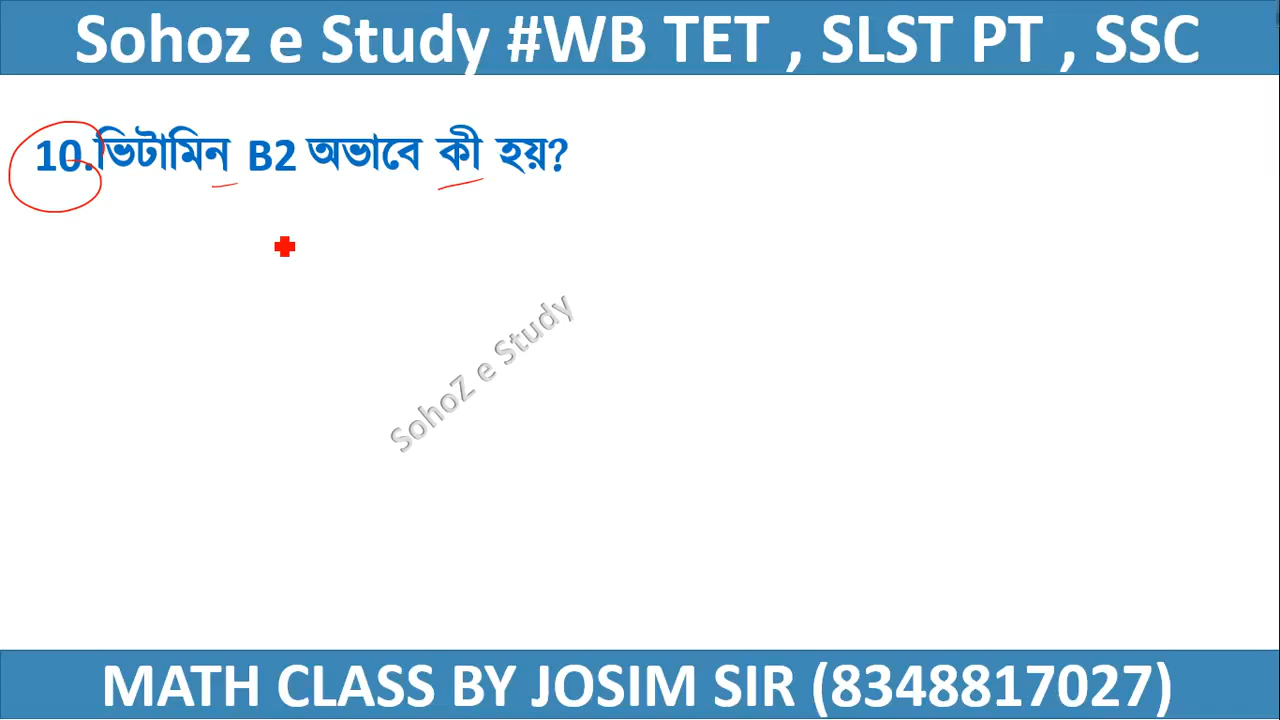 Sohoz e Study #WB TET , SLST PT , SSC
10.ভিটামিন B2 অভাবে কী হয়?
SohoZ e Study
MATH CLASS BY JOSIM SIR (8348817027)